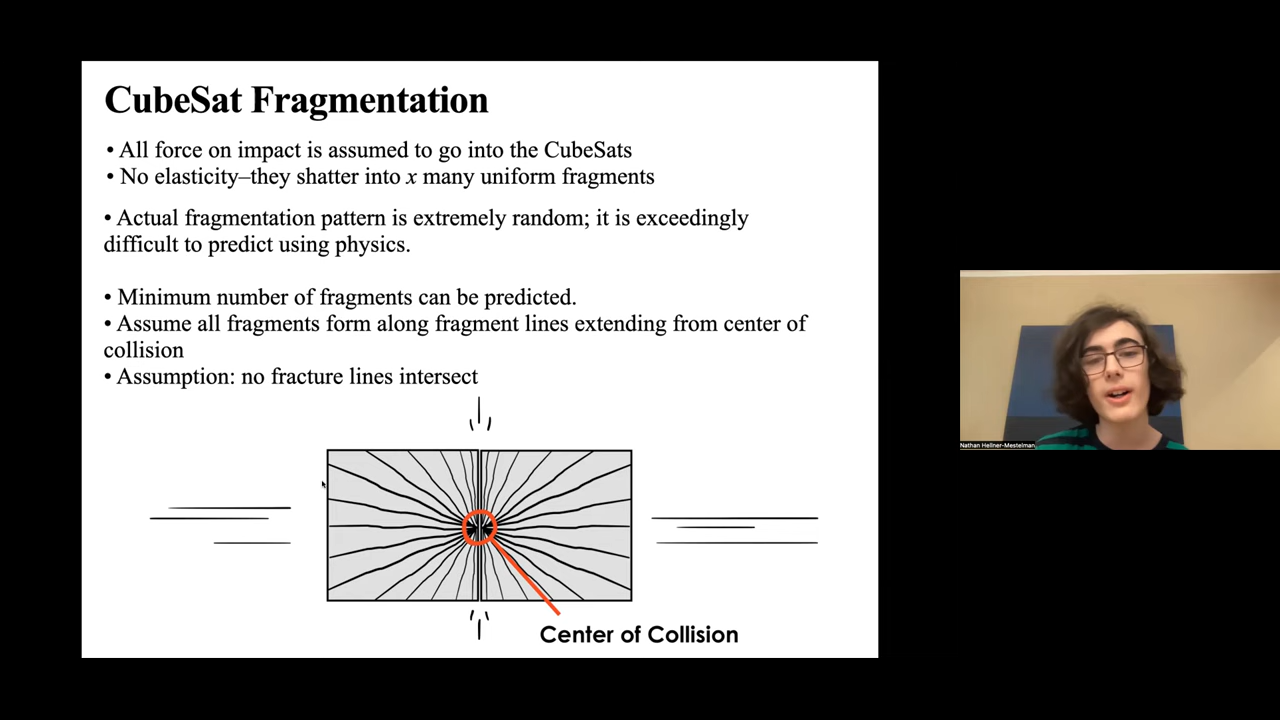 CubeSat Fragmentation
• All force on impact is assumed to go into the CubeSats
• No elasticity–they shatter into x many uniform fragments
• Actual fragmentation pattern is extremely random; it is exceedingly
difficult to predict using physics.
• Minimum number of fragments can be predicted.
• Assume all fragments form along fragment lines extending from center of
collision
• Assumption: no fracture lines intersect
Center of Collision
Nathan Hellner-Mestelman